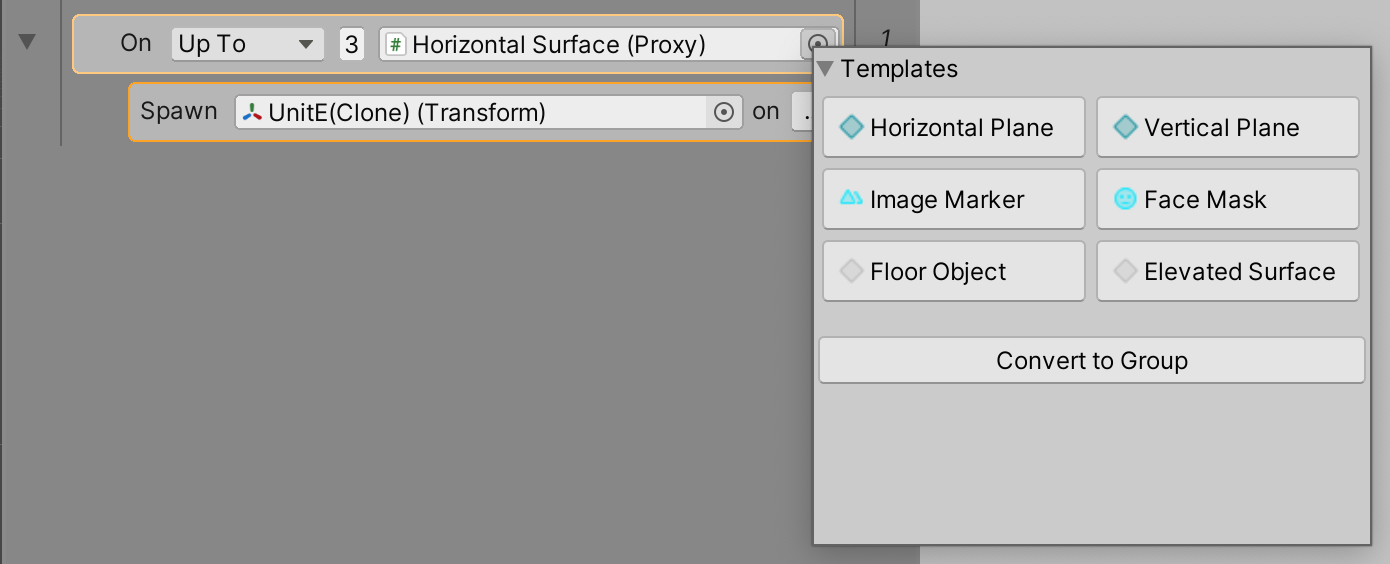 On Up To 3 # Horizontal Surface (Proxy) 1
Templates
Spawn UnitE(Clone) (Transform) on .
Horizontal Plane Vertical Plane
Image Marker Face Mask
Floor Object Elevated Surface
Convert to Group